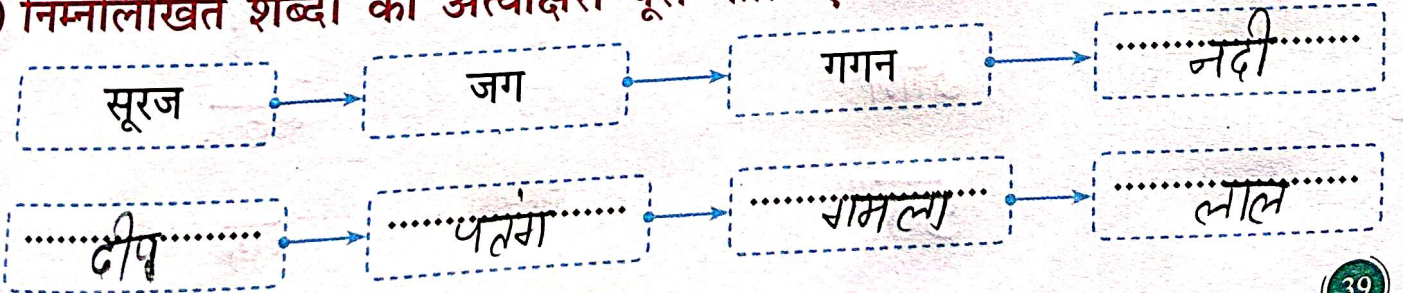 निम्नलिखित शब्दों की अंत्याक्षरी
सूरज जग गगन नदी
दीप पतंग गमला लाल
39